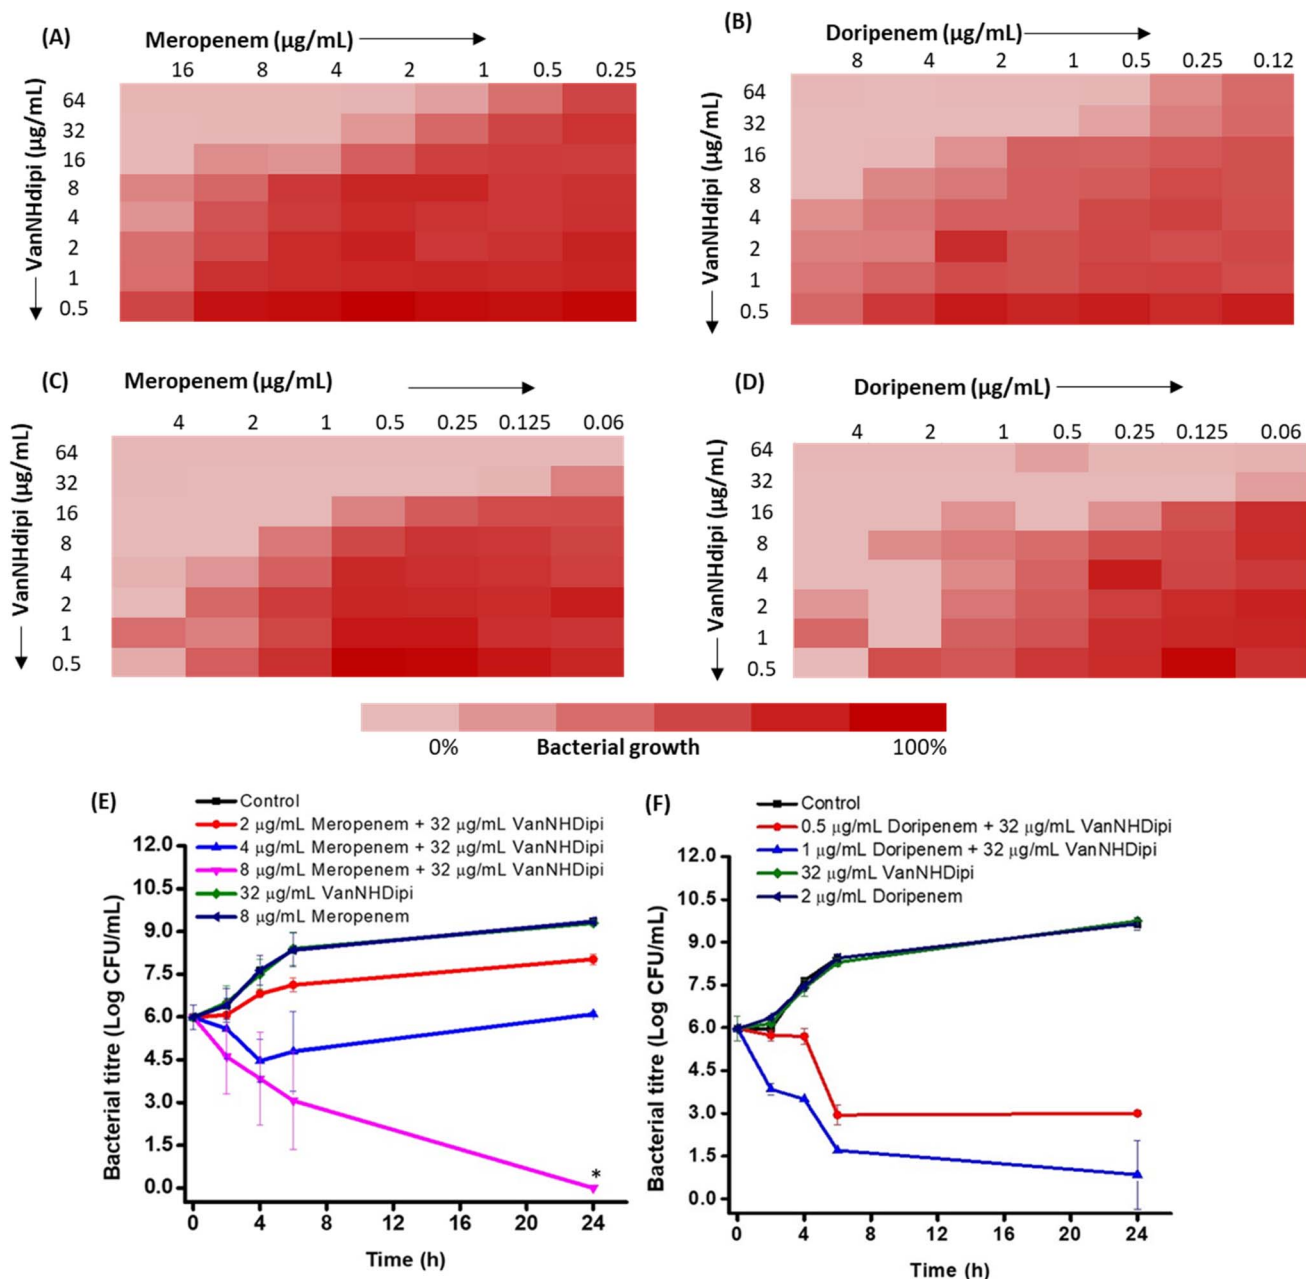 (A)
Meropenem (µg/mL)
16 8 4 2 1 0.5 0.25
VanNHdipi (µg/mL)
64
32
16
8
4
2
1
0.5
(B)
Doripenem(µg/mL)
8 4 2 1 0.5 0.25 0.12
VanNHdipi (µg/mL)
64
32
16
8
4
2
1
0.5
(C)
Meropenem (µg/mL)
4 2 1 0.5 0.25 0.125 0.06
VanNHdipi (µg/mL)
64
32
16
8
4
2
1
0.5
(D)
Doripenem(µg/mL)
4 2 1 0.5 0.25 0.125 0.06
VanNHdipi (µg/mL)
64
32
16
8
4
2
1
0.5
0% Bacterial growth 100%
(E)
Control
2 µg/mL Meropenem + 32 µg/mL VanNHDipi
4 µg/mL Meropenem + 32 µg/mL VanNHDipi
8 µg/mL Meropenem + 32 µg/mL VanNHDipi
32 µg/mL VanNHDipi
8 µg/mL Meropenem
Bacterial titre (Log CFU/mL)
12.0
10.5
9.0
7.5
6.0
4.5
3.0
1.5
0.0
*
0 4 8 12 16 20 24
Time (h)
(F)
Control
0.5 µg/mL Doripenem + 32 µg/mL VanNHDipi
1 µg/mL Doripenem + 32 µg/mL VanNHDipi
32 µg/mL VanNHDipi
2 µg/mL Doripenem
Bacterial titre (Log CFU/mL)
12.0
10.5
9.0
7.5
6.0
4.5
3.0
1.5
0.0
0 4 8 12 16 20 24
Time (h)